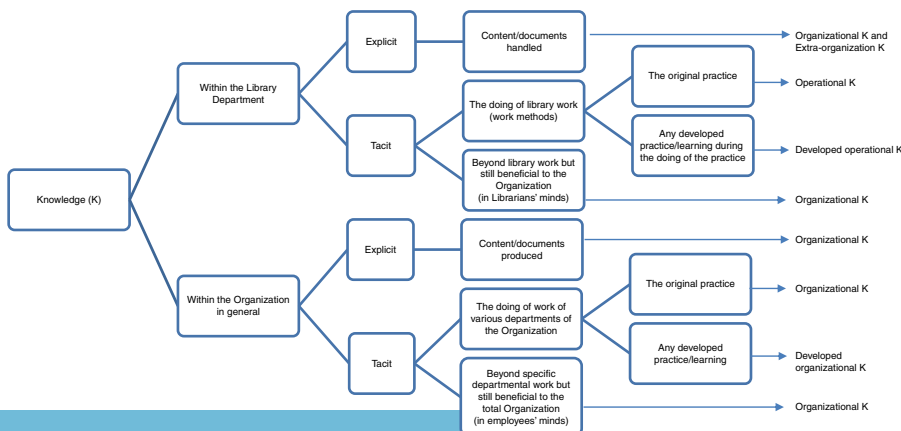 Knowledge (K)
Within the Library
Department
Explicit
Content/documents
handled
Organizational K and
Extra-organization K
Tacit
The doing of library work
(work methods)
The original practice
Operational K
Any developed
practice/learning during
the doing of the practice
Developed operational K
Beyond library work but
still beneficial to the
Organization
(in Librarians’ minds)
Organizational K
Within the Organization
in general
Explicit
Content/documents
produced
Organizational K
Tacit
The doing of work of
various departments of
the Organization
The original practice
Organizational K
Any developed
practice/learning
Developed
organizational K
Beyond specific
departmental work but
still beneficial to the
total Organization
(in employees’ minds)
Organizational K